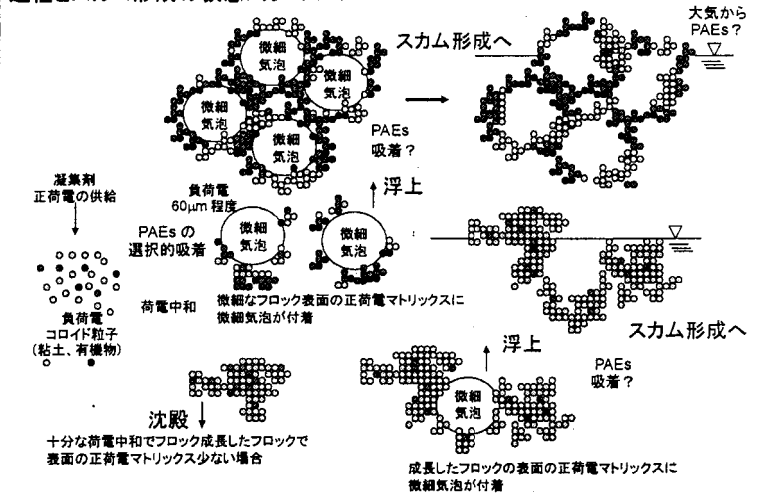 大気から
PAEs？
スカム形成へ
微細
気泡
微細
気泡
微細
気泡
微細
気泡
PAEs
吸着？
凝集剤
正荷電の供給
負荷電
60μm 程度
浮上
PAEs の
選択的吸着
微細
気泡
微細
気泡
荷電中和
微細なフロック表面の正荷電マトリックスに
微細気泡が付着
負荷電
コロイド粒子
(粘土、有機物)
スカム形成へ
浮上
PAEs
吸着？
微細
気泡
沈殿
十分な荷電中和でフロック成長したフロックで
表面の正荷電マトリックス少ない場合
成長したフロックの表面の正荷電マトリックスに
微細気泡が付着